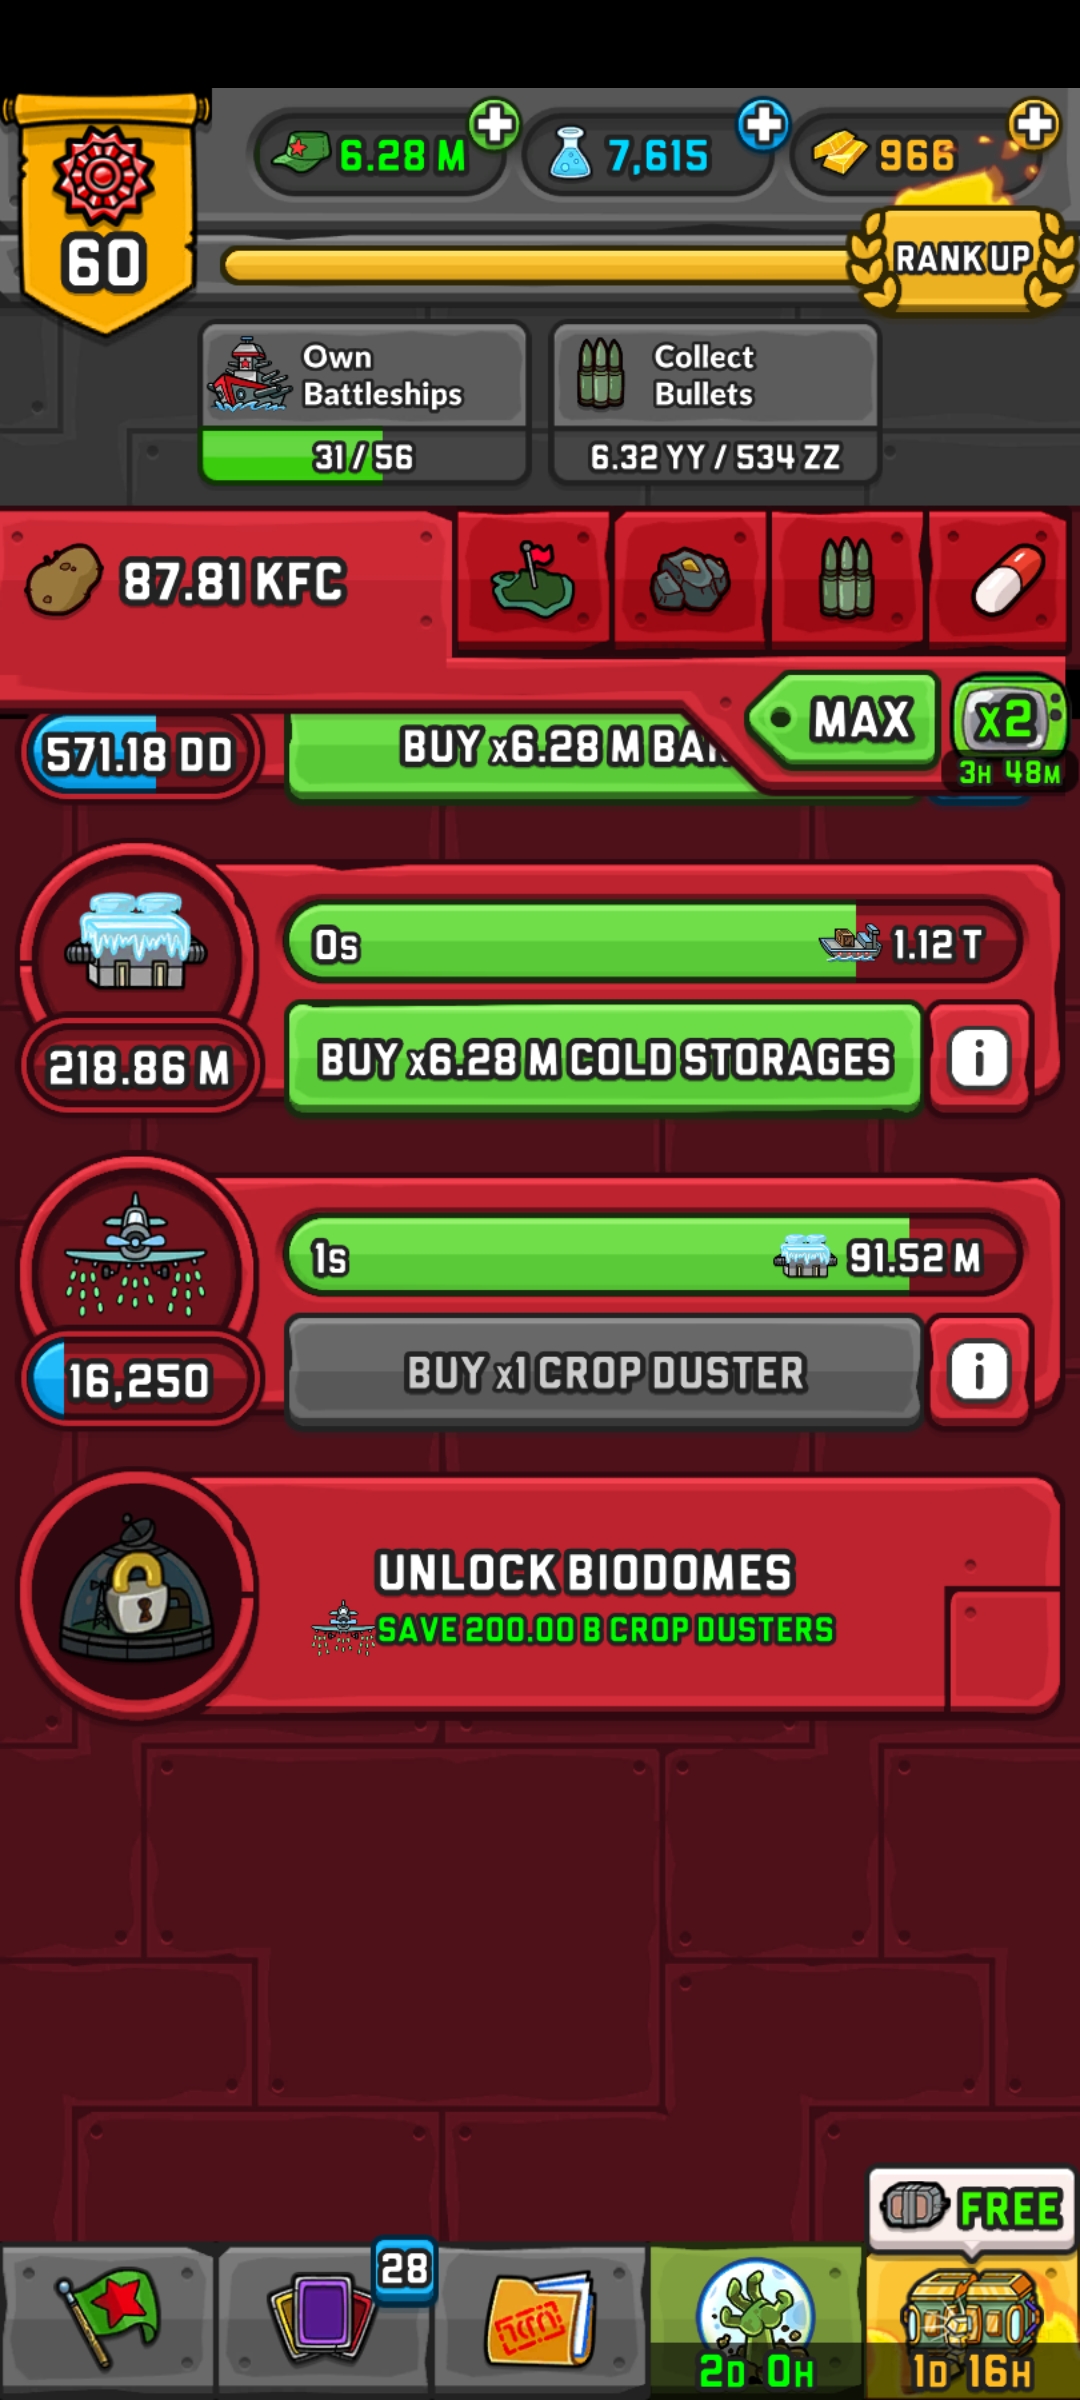 6.28 M
7,615
966
60
RANK UP
Own
Battleships
31 / 56
Collect
Bullets
6.32 YY / 534 ZZ
87.81 KFC
MAX
x2
3H 48M
571.18 DD
BUY x6.28 M
0s
1.12 T
218.86 M
BUY x6.28 M COLD STORAGES
i
1s
91.52 M
16,250
BUY x1 CROP DUSTER
i
UNLOCK BIODOMES
SAVE 200.00 B CROP DUSTERS
FREE
28
2D 0H
1D 16H